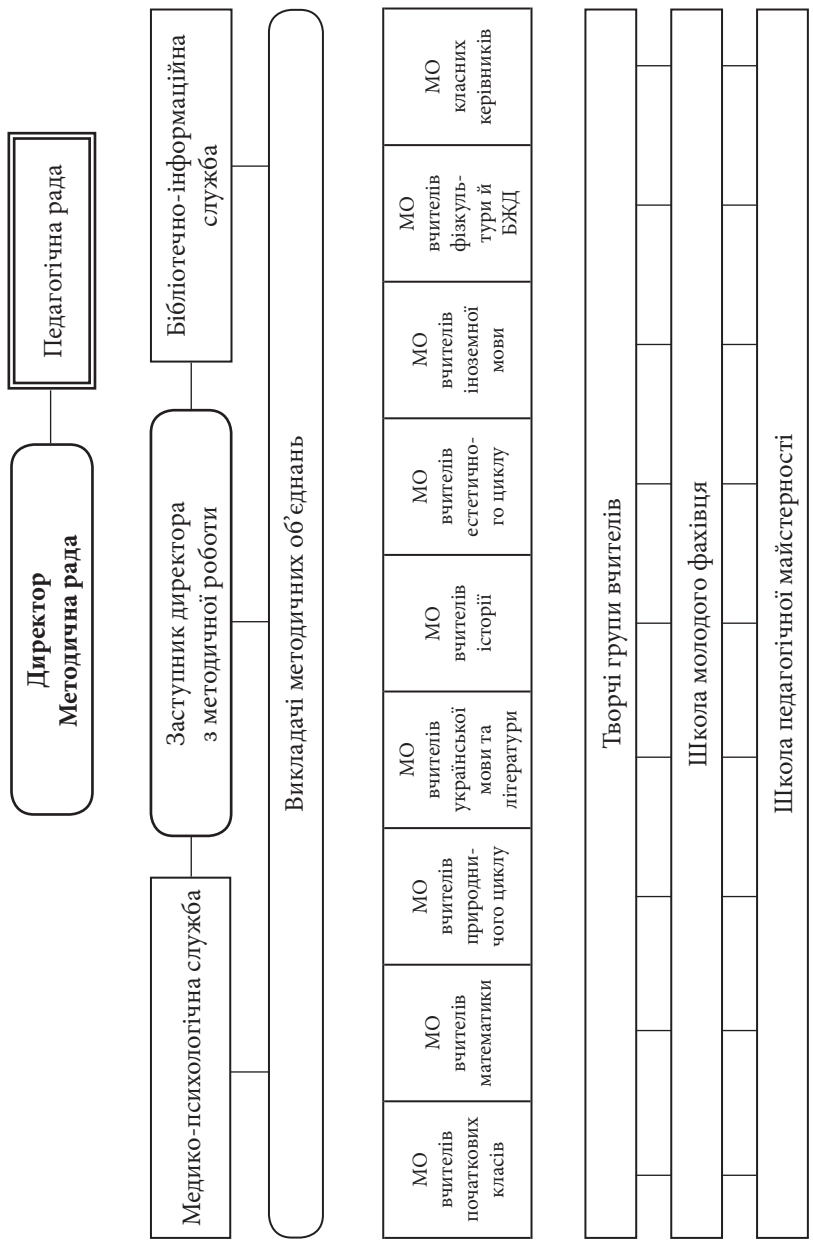 Директор
Методична рада
Педагогічна рада
Медико-психологічна служба
Заступник директора
з методичної роботи
Бібліотечно-інформаційна
служба
Викладачі методичних об’єднань
МО
вчителів
початкових
класів
МО
вчителів
математики
МО
вчителів
природни-
чого циклу
МО
вчителів
української
мови та
літератури
МО
вчителів
історії
МО
вчителів
естетично-
го циклу
МО
вчителів
іноземної
мови
МО
вчителів
фізкуль-
тури й
БЖД
МО
класних
керівників
Творчі групи вчителів
Школа молодого фахівця
Школа педагогічної майстерності